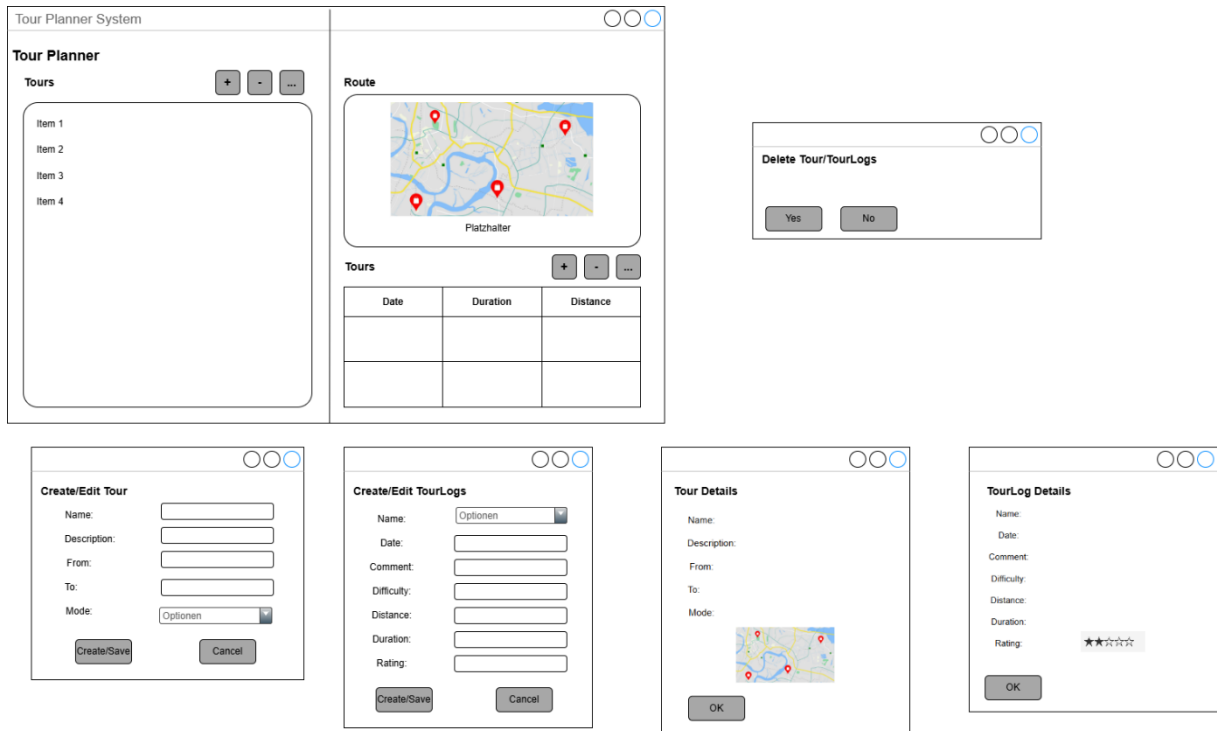 Tour Planner System
Tour Planner
Tours
+ - ...
Item 1
Item 2
Item 3
Item 4
Route
Platzhalter
Tours
+ - ...
Date Duration Distance
Delete Tour/TourLogs
Yes No
Create/Edit Tour
Name:
Description:
From:
To:
Mode: Optionen
Create/Save Cancel
Create/Edit TourLogs
Name: Optionen
Date:
Comment:
Difficulty:
Distance:
Duration:
Rating:
Create/Save Cancel
Tour Details
Name:
Description:
From:
To:
Mode:
OK
TourLog Details
Name:
Date:
Comment:
Difficulty:
Distance:
Duration:
Rating: ★★☆☆☆
OK